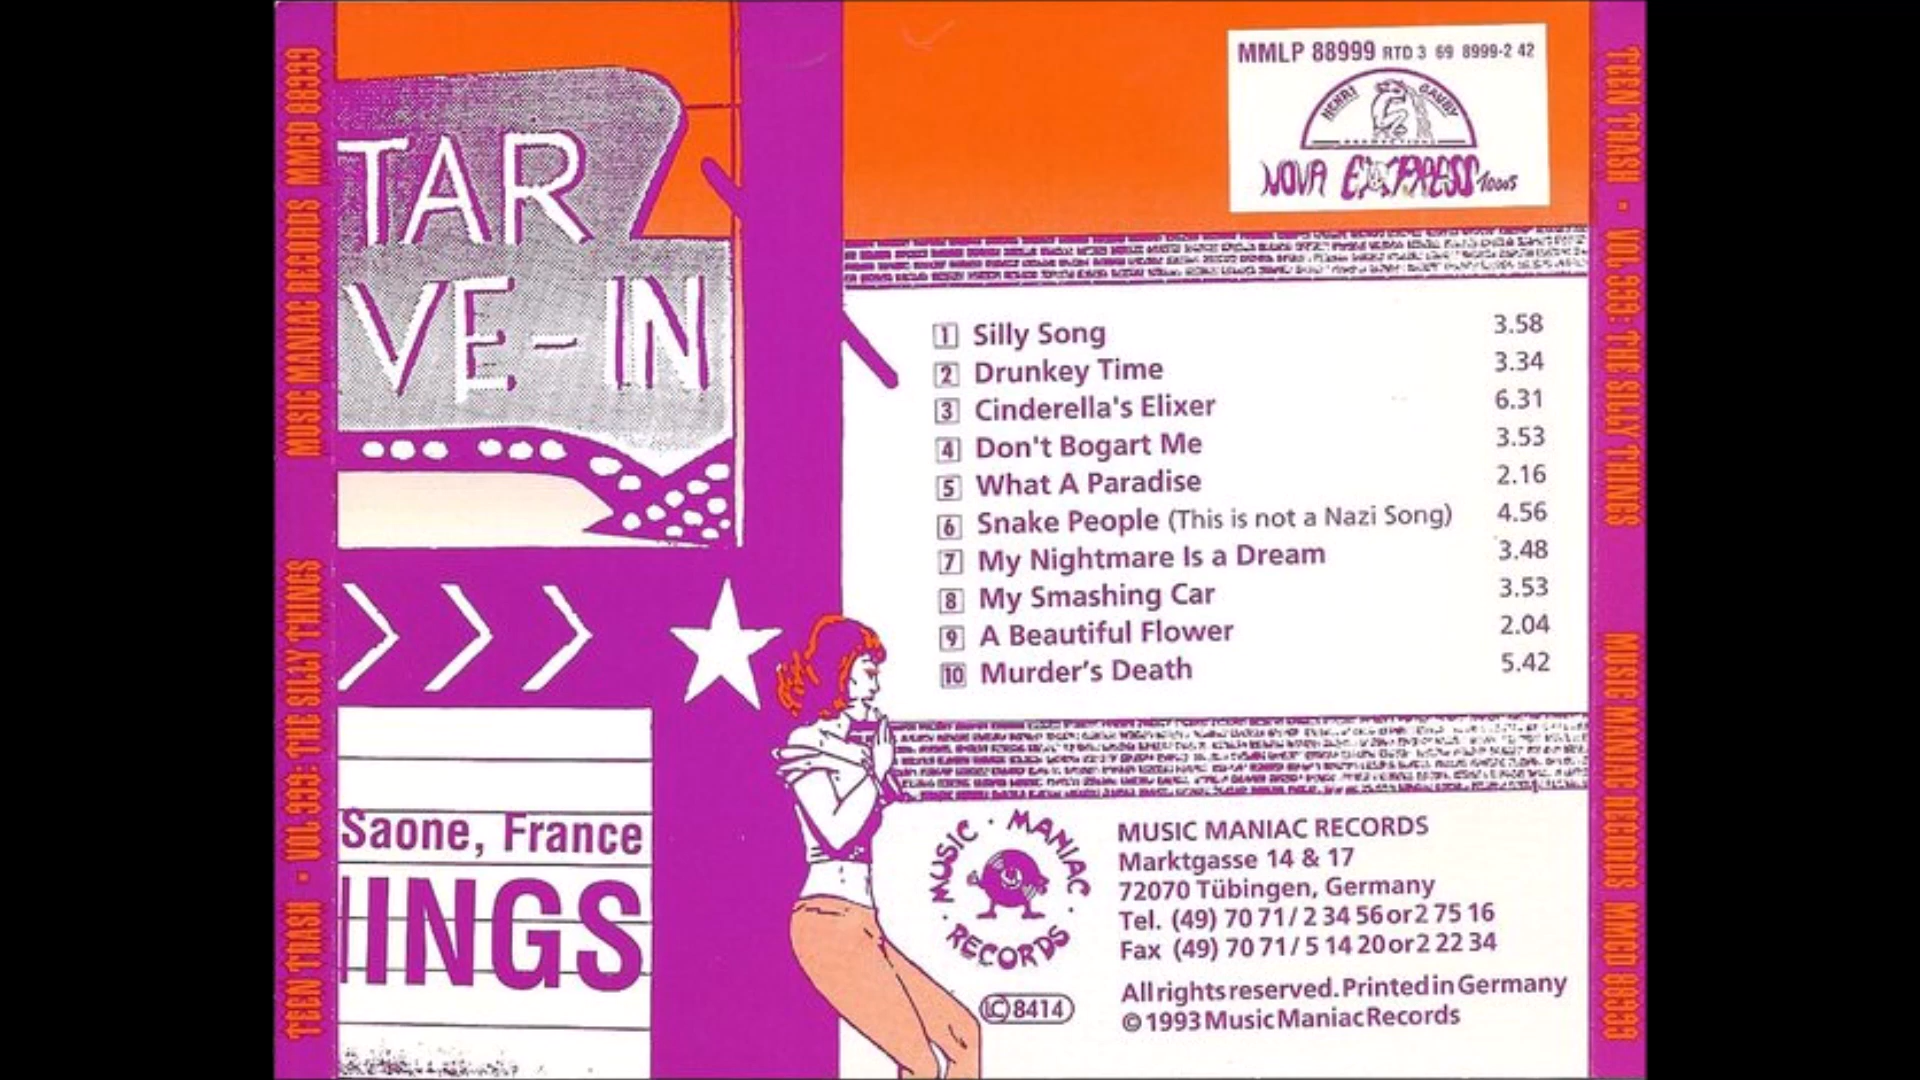 TEEN TRASH • VOL 999: THE SILLY THINGS MUSIC MANIAC RECORDS MMCD 88999
TAR
VE-IN
Saone, France
INGS
MMLP 88999 RTD 3 69 8999-2 42
HENRI GAUBY
PRODUCTIONS
NOVA EXPRESS
1 Silly Song 3.58
2 Drunkey Time 3.34
3 Cinderella's Elixer 6.31
4 Don't Bogart Me 3.53
5 What A Paradise 2.16
6 Snake People (This is not a Nazi Song) 4.56
7 My Nightmare Is a Dream 3.48
8 My Smashing Car 3.53
9 A Beautiful Flower 2.04
10 Murder's Death 5.42
MUSIC • MANIAC • RECORDS •
LC 8414
MUSIC MANIAC RECORDS
Marktgasse 14 & 17
72070 Tübingen, Germany
Tel. (49) 70 71 / 2 34 56 or 2 75 16
Fax (49) 70 71 / 5 14 20 or 2 22 34
All rights reserved. Printed in Germany
© 1993 Music Maniac Records
TEEN TRASH • VOL 999: THE SILLY THINGS MUSIC MANIAC RECORDS MMCD 88999